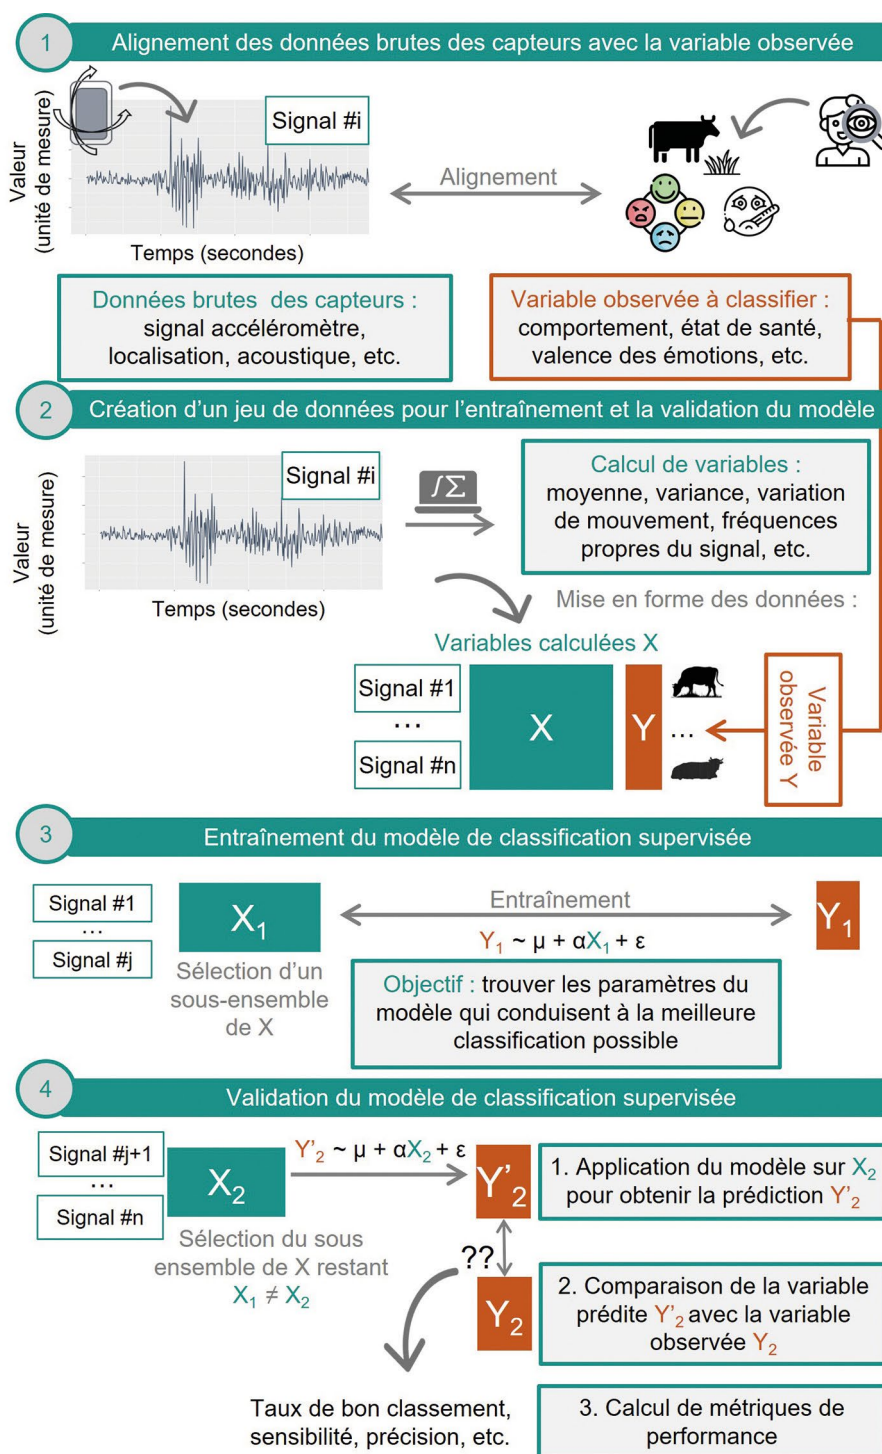 1
Alignement des données brutes des capteurs avec la variable observée
Valeur
(unité de mesure)
Signal #i
Temps (secondes)
Alignement
Données brutes des capteurs :
signal accéléromètre,
localisation, acoustique, etc.
Variable observée à classifier :
comportement, état de santé,
valence des émotions, etc.
2
Création d'un jeu de données pour l'entraînement et la validation du modèle
Valeur
(unité de mesure)
Signal #i
Temps (secondes)
∫Σ
Calcul de variables :
moyenne, variance, variation
de mouvement, fréquences
propres du signal, etc.
Mise en forme des données :
Variables calculées X
Signal #1
...
Signal #n
X
Y
...
Variable
observée Y
3
Entraînement du modèle de classification supervisée
Signal #1
...
Signal #j
X₁
Sélection d'un
sous-ensemble
de X
Entraînement
Y₁ ~ μ + αX₁ + ε
Y₁
Objectif : trouver les paramètres du
modèle qui conduisent à la meilleure
classification possible
4
Validation du modèle de classification supervisée
Signal #j+1
...
Signal #n
X₂
Sélection du sous
ensemble de X restant
X₁ ≠ X₂
Y'₂ ~ μ + αX₂ + ε
Y'₂
??
Y₂
1. Application du modèle sur X₂
pour obtenir la prédiction Y'₂
2. Comparaison de la variable
prédite Y'₂ avec la variable
observée Y₂
Taux de bon classement,
sensibilité, précision, etc.
3. Calcul de métriques de
performance